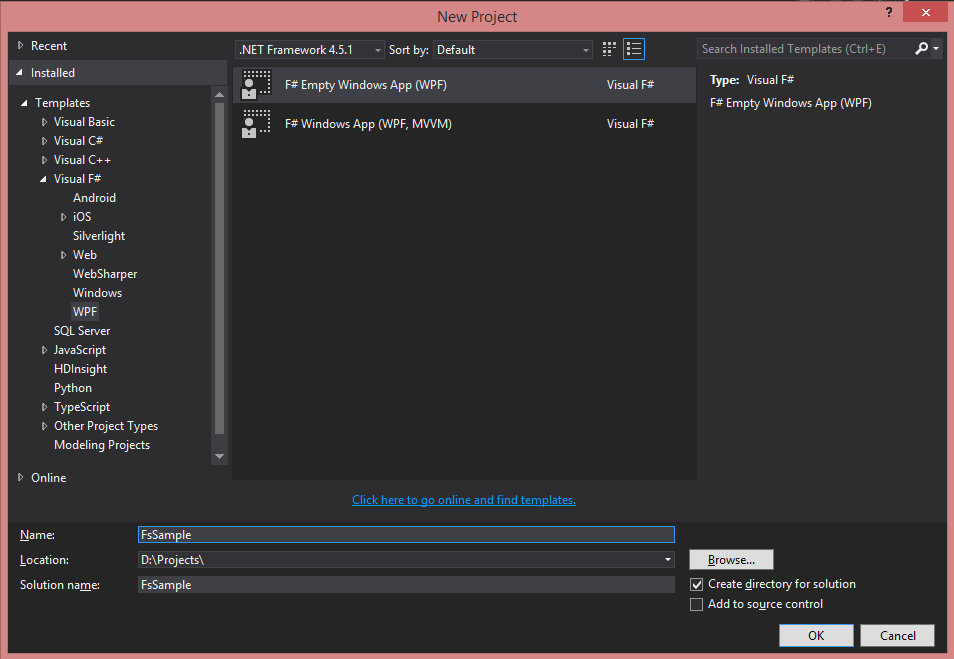 New Project
?
Recent
.NET Framework 4.5.1 Sort by: Default
Search Installed Templates (Ctrl+E)
Installed
Templates
Visual Basic
Visual C#
Visual C++
Visual F#
Android
iOS
Silverlight
Web
WebSharper
Windows
WPF
SQL Server
JavaScript
HDInsight
Python
TypeScript
Other Project Types
Modeling Projects
Online
F# Empty Windows App (WPF) Visual F#
F# Windows App (WPF, MVVM) Visual F#
Type: Visual F#
F# Empty Windows App (WPF)
Click here to go online and find templates.
Name: FsSample
Location: D:\Projects\
Browse...
Solution name: FsSample
Create directory for solution
Add to source control
OK Cancel